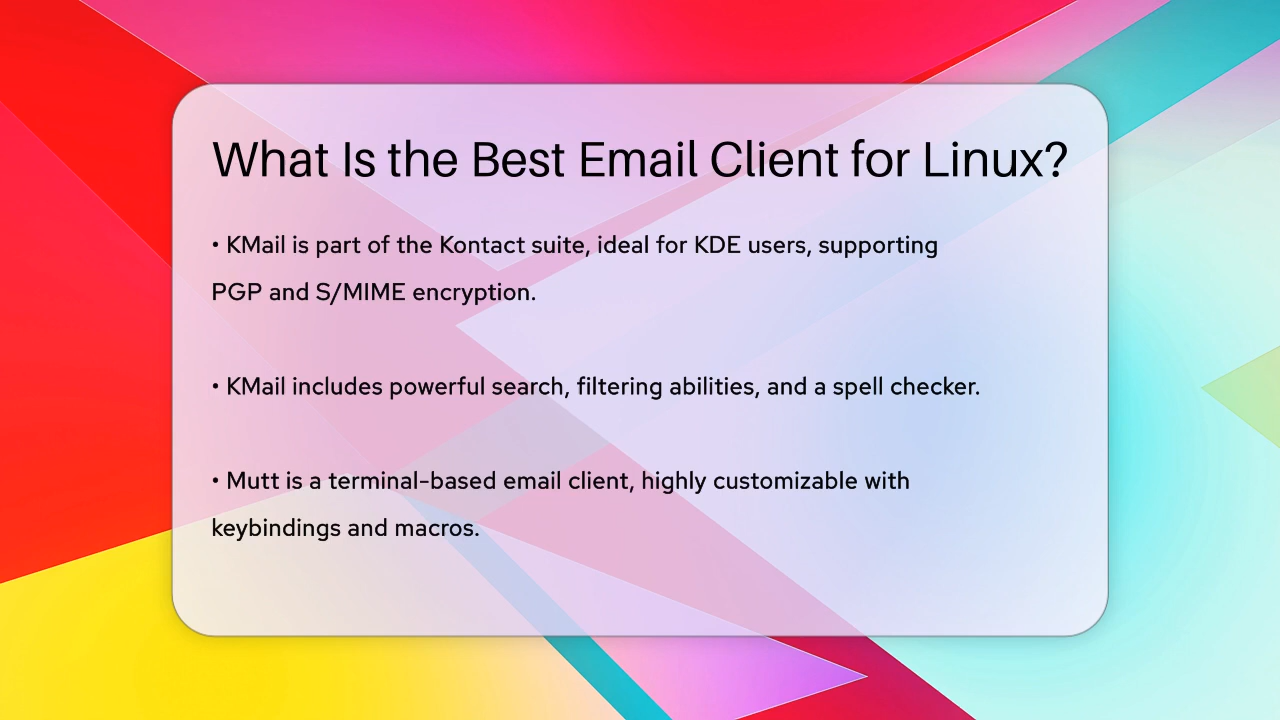 What Is the Best Email Client for Linux?
• KMail is part of the Kontact suite, ideal for KDE users, supporting
PGP and S/MIME encryption.
• KMail includes powerful search, filtering abilities, and a spell checker.
• Mutt is a terminal-based email client, highly customizable with
keybindings and macros.